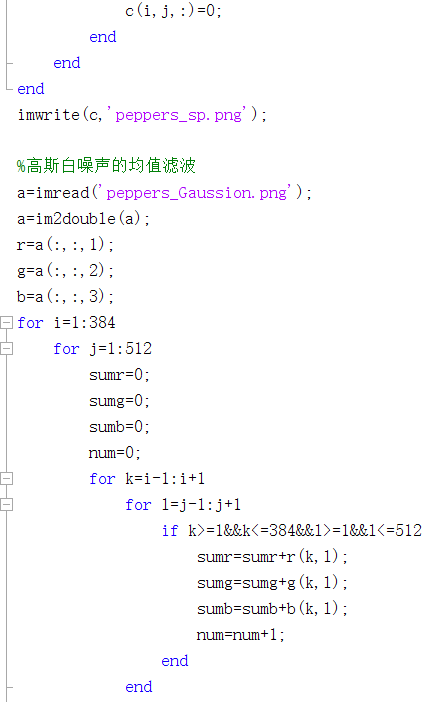 c(i,j,:)=0;
end
end
end
imwrite(c,'peppers_sp.png');
%高斯白噪声的均值滤波
a=imread('peppers_Gaussion.png');
a=im2double(a);
r=a(:,:,1);
g=a(:,:,2);
b=a(:,:,3);
for i=1:384
for j=1:512
sumr=0;
sumg=0;
sumb=0;
num=0;
for k=i-1:i+1
for l=j-1:j+1
if k>=1&&k<=384&&l>=1&&l<=512
sumr=sumr+r(k,l);
sumg=sumg+g(k,l);
sumb=sumb+b(k,l);
num=num+1;
end
end